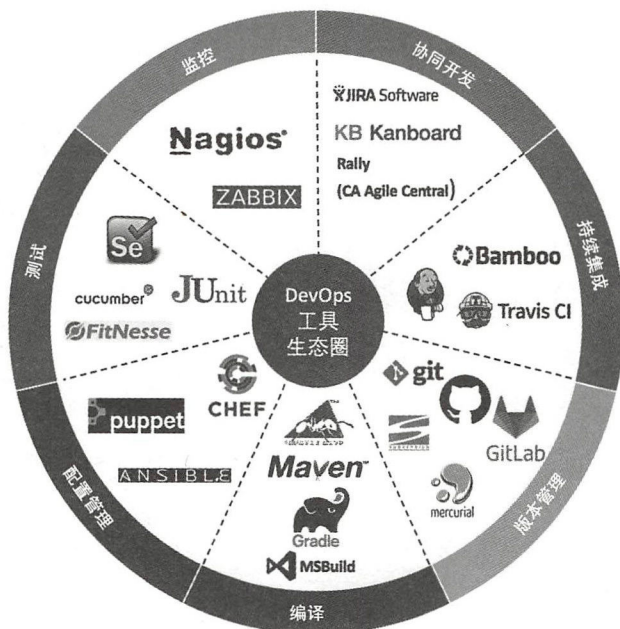 监控
协同开发
持续集成
版本管理
编译
配置管理
测试
DevOps
工具
生态圈
Nagios®
ZABBIX
JIRA Software
KB Kanboard
Rally
(CA Agile Central)
Bamboo
Travis CI
git
GitLab
SUBVERSION
mercurial
Maven™
Gradle
MSBuild
CHEF
puppet
ANSIBLE
Se
cucumber
JUnit
FitNesse